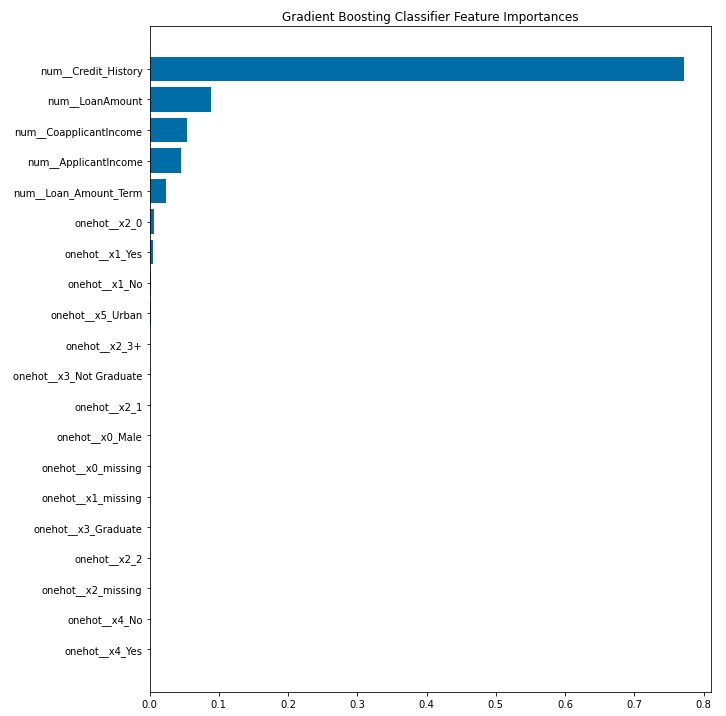 Gradient Boosting Classifier Feature Importances
num__Credit_History
num__LoanAmount
num__CoapplicantIncome
num__ApplicantIncome
num__Loan_Amount_Term
onehot__x2_0
onehot__x1_Yes
onehot__x1_No
onehot__x5_Urban
onehot__x2_3+
onehot__x3_Not Graduate
onehot__x2_1
onehot__x0_Male
onehot__x0_missing
onehot__x1_missing
onehot__x3_Graduate
onehot__x2_2
onehot__x2_missing
onehot__x4_No
onehot__x4_Yes
0.0 0.1 0.2 0.3 0.4 0.5 0.6 0.7 0.8